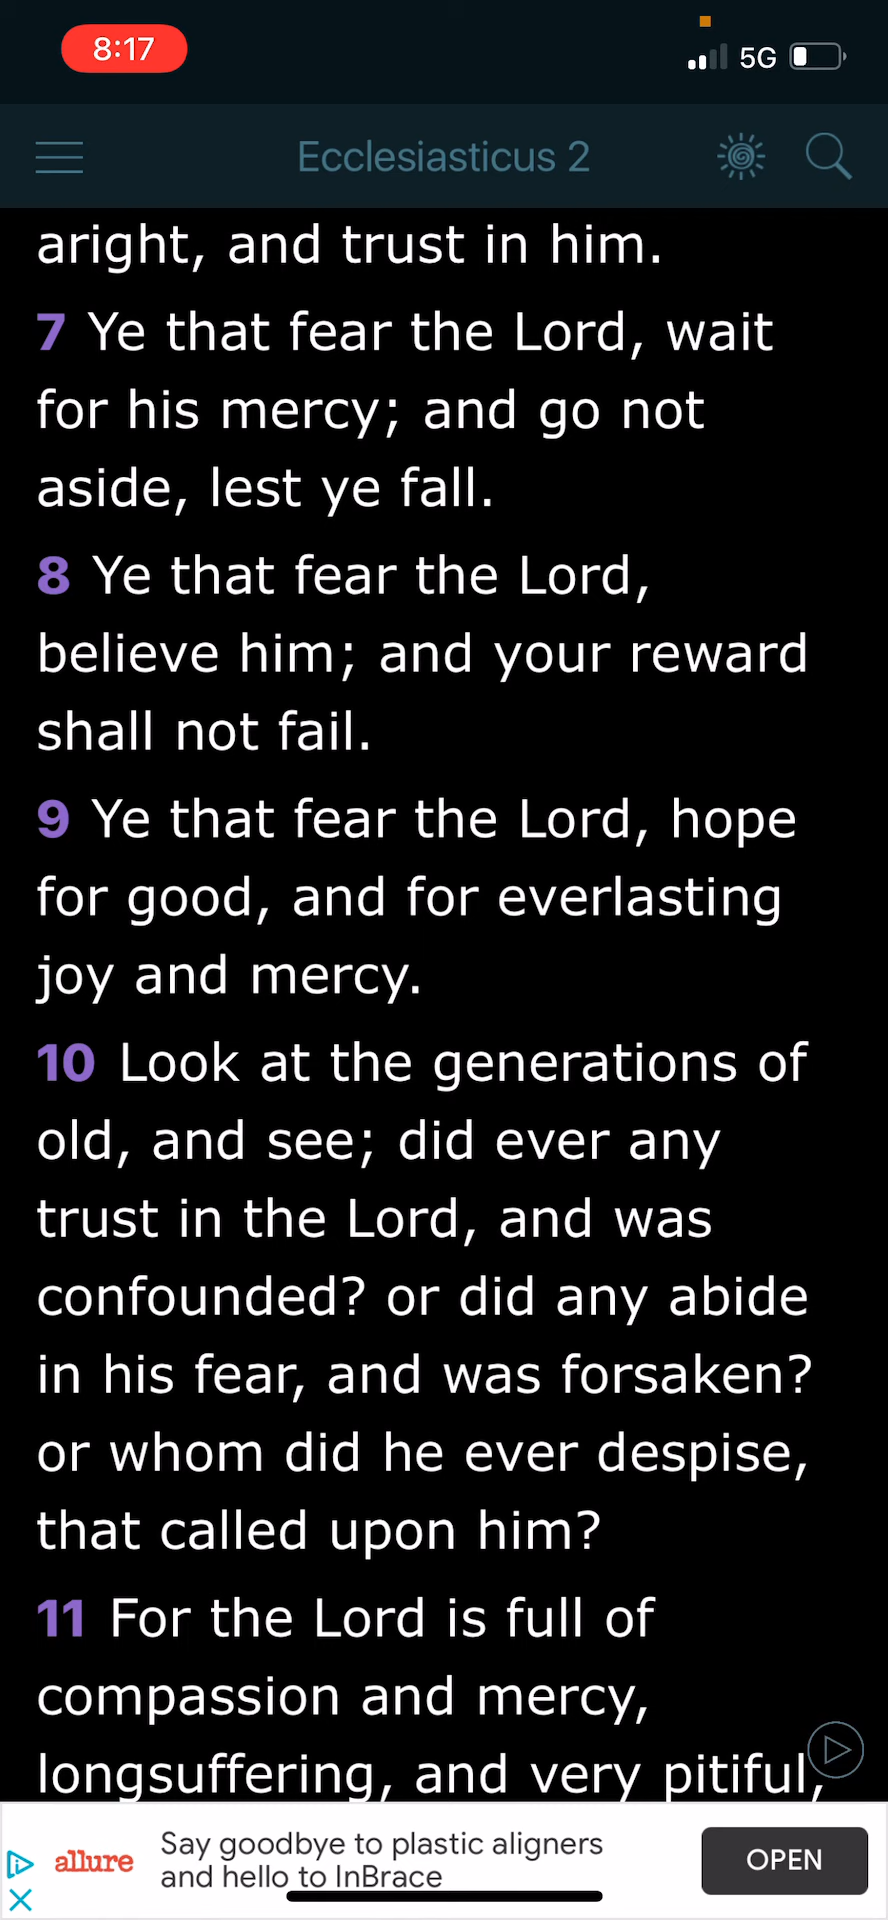 8:17
5G
Ecclesiasticus 2
aright, and trust in him.
7 Ye that fear the Lord, wait
for his mercy; and go not
aside, lest ye fall.
8 Ye that fear the Lord,
believe him; and your reward
shall not fail.
9 Ye that fear the Lord, hope
for good, and for everlasting
joy and mercy.
10 Look at the generations of
old, and see; did ever any
trust in the Lord, and was
confounded? or did any abide
in his fear, and was forsaken?
or whom did he ever despise,
that called upon him?
11 For the Lord is full of
compassion and mercy,
longsuffering, and very pitiful,
allure
Say goodbye to plastic aligners
and hello to InBrace
OPEN